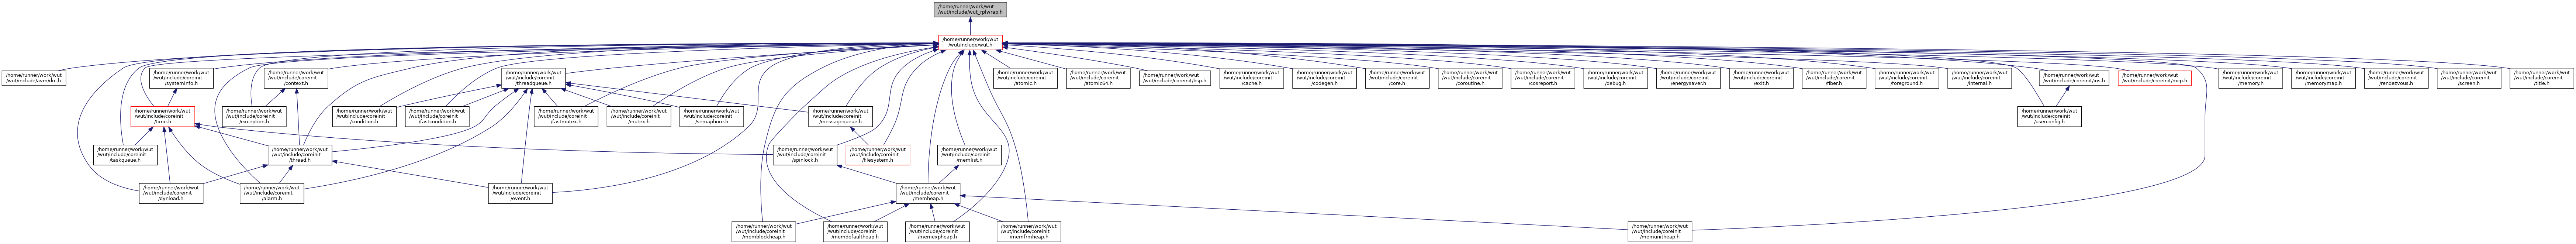 /home/runner/work/wut
/wut/include/wut_rplwrap.h
/home/runner/work/wut
/wut/include/wut.h
/home/runner/work/wut
/wut/include/avm/drc.h
/home/runner/work/wut
/wut/include/coreinit
/systeminfo.h
/home/runner/work/wut
/wut/include/coreinit
/context.h
/home/runner/work/wut
/wut/include/coreinit
/threadqueue.h
/home/runner/work/wut
/wut/include/coreinit
/atomic.h
/home/runner/work/wut
/wut/include/coreinit
/atomic64.h
/home/runner/work/wut
/wut/include/coreinit/bsp.h
/home/runner/work/wut
/wut/include/coreinit
/cache.h
/home/runner/work/wut
/wut/include/coreinit
/codegen.h
/home/runner/work/wut
/wut/include/coreinit
/core.h
/home/runner/work/wut
/wut/include/coreinit
/coroutine.h
/home/runner/work/wut
/wut/include/coreinit
/cosreport.h
/home/runner/work/wut
/wut/include/coreinit
/debug.h
/home/runner/work/wut
/wut/include/coreinit
/energysaver.h
/home/runner/work/wut
/wut/include/coreinit
/exit.h
/home/runner/work/wut
/wut/include/coreinit
/fiber.h
/home/runner/work/wut
/wut/include/coreinit
/foreground.h
/home/runner/work/wut
/wut/include/coreinit
/internal.h
/home/runner/work/wut
/wut/include/coreinit/ios.h
/home/runner/work/wut
/wut/include/coreinit/mcp.h
/home/runner/work/wut
/wut/include/coreinit
/memory.h
/home/runner/work/wut
/wut/include/coreinit
/memorymap.h
/home/runner/work/wut
/wut/include/coreinit
/rendezvous.h
/home/runner/work/wut
/wut/include/coreinit
/screen.h
/home/runner/work/wut
/wut/include/coreinit
/title.h
/home/runner/work/wut
/wut/include/coreinit
/time.h
/home/runner/work/wut
/wut/include/coreinit
/exception.h
/home/runner/work/wut
/wut/include/coreinit
/condition.h
/home/runner/work/wut
/wut/include/coreinit
/fastcondition.h
/home/runner/work/wut
/wut/include/coreinit
/fastmutex.h
/home/runner/work/wut
/wut/include/coreinit
/mutex.h
/home/runner/work/wut
/wut/include/coreinit
/semaphore.h
/home/runner/work/wut
/wut/include/coreinit
/messagequeue.h
/home/runner/work/wut
/wut/include/coreinit
/userconfig.h
/home/runner/work/wut
/wut/include/coreinit
/taskqueue.h
/home/runner/work/wut
/wut/include/coreinit
/thread.h
/home/runner/work/wut
/wut/include/coreinit
/spinlock.h
/home/runner/work/wut
/wut/include/coreinit
/filesystem.h
/home/runner/work/wut
/wut/include/coreinit
/memlist.h
/home/runner/work/wut
/wut/include/coreinit
/dynload.h
/home/runner/work/wut
/wut/include/coreinit
/alarm.h
/home/runner/work/wut
/wut/include/coreinit
/event.h
/home/runner/work/wut
/wut/include/coreinit
/memheap.h
/home/runner/work/wut
/wut/include/coreinit
/memblockheap.h
/home/runner/work/wut
/wut/include/coreinit
/memdefaultheap.h
/home/runner/work/wut
/wut/include/coreinit
/memexpheap.h
/home/runner/work/wut
/wut/include/coreinit
/memfrmheap.h
/home/runner/work/wut
/wut/include/coreinit
/memunitheap.h